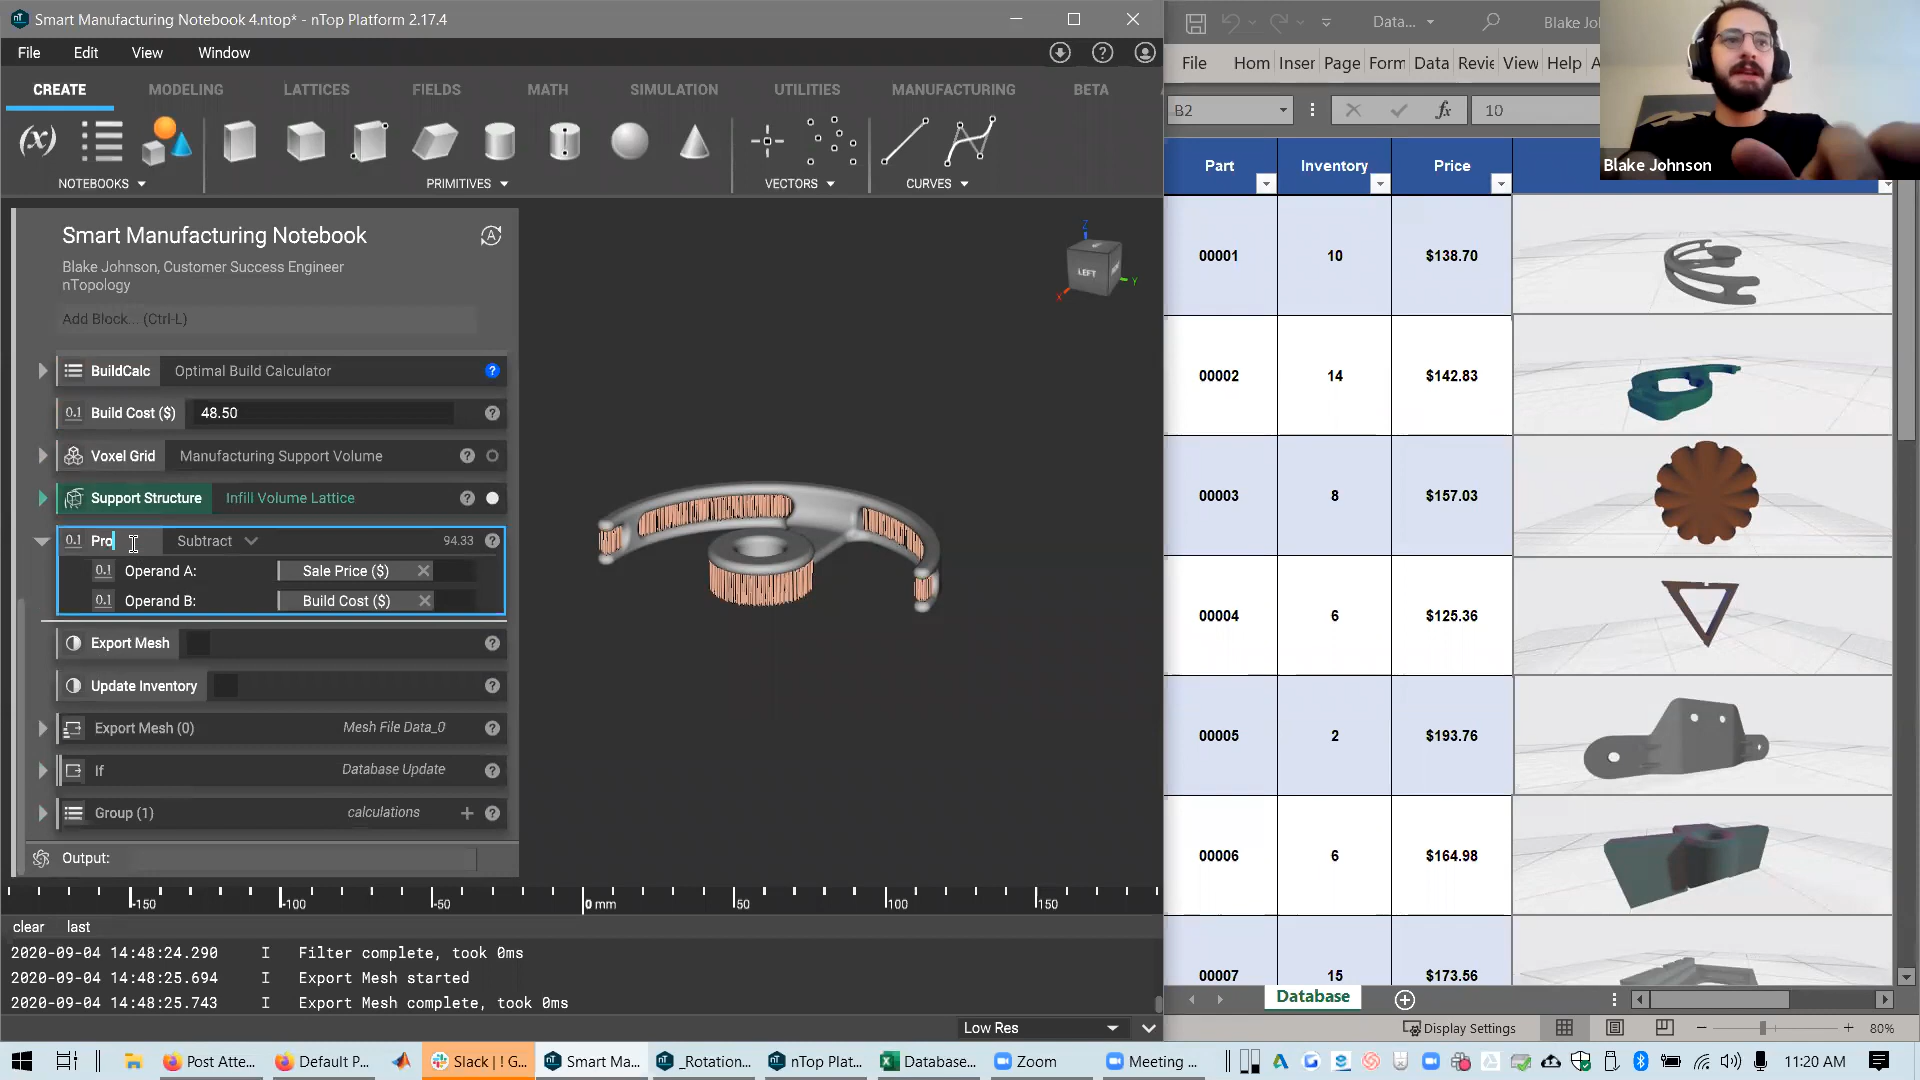 Smart Manufacturing Notebook 4.ntop* - nTop Platform 2.17.4
File Edit View Window
CREATE MODELING LATTICES FIELDS MATH SIMULATION UTILITIES MANUFACTURING BETA
NOTEBOOKS PRIMITIVES VECTORS CURVES
Smart Manufacturing Notebook
Blake Johnson, Customer Success Engineer
nTopology
Add Block... (Ctrl-L)
BuildCalc Optimal Build Calculator
Build Cost ($) 48.50
Voxel Grid Manufacturing Support Volume
Support Structure Infill Volume Lattice
0.1 Pro Subtract 94.33
0.1 Operand A: Sale Price ($)
0.1 Operand B: Build Cost ($)
Export Mesh
Update Inventory
Export Mesh (0) Mesh File Data_0
If Database Update
Group (1) calculations
Output:
LEFT
Z
Y
X
-150 -100 -50 0 mm 50 100 150
clear last
2020-09-04 14:48:24.290 I Filter complete, took 0ms
2020-09-04 14:48:25.694 I Export Mesh started
2020-09-04 14:48:25.743 I Export Mesh complete, took 0ms
Low Res
Data... Blake Jo
File Hom Inser Page Form Data Revie View Help A
B2 fx 10
Blake Johnson
Part Inventory Price
00001 10 $138.70
00002 14 $142.83
00003 8 $157.03
00004 6 $125.36
00005 2 $193.76
00006 6 $164.98
00007 15 $173.56
Database
Display Settings 80%
Post Atte... Default P... Slack | ! G... Smart Ma... _Rotation... nTop Plat... Database... Zoom Meeting ... 11:20 AM